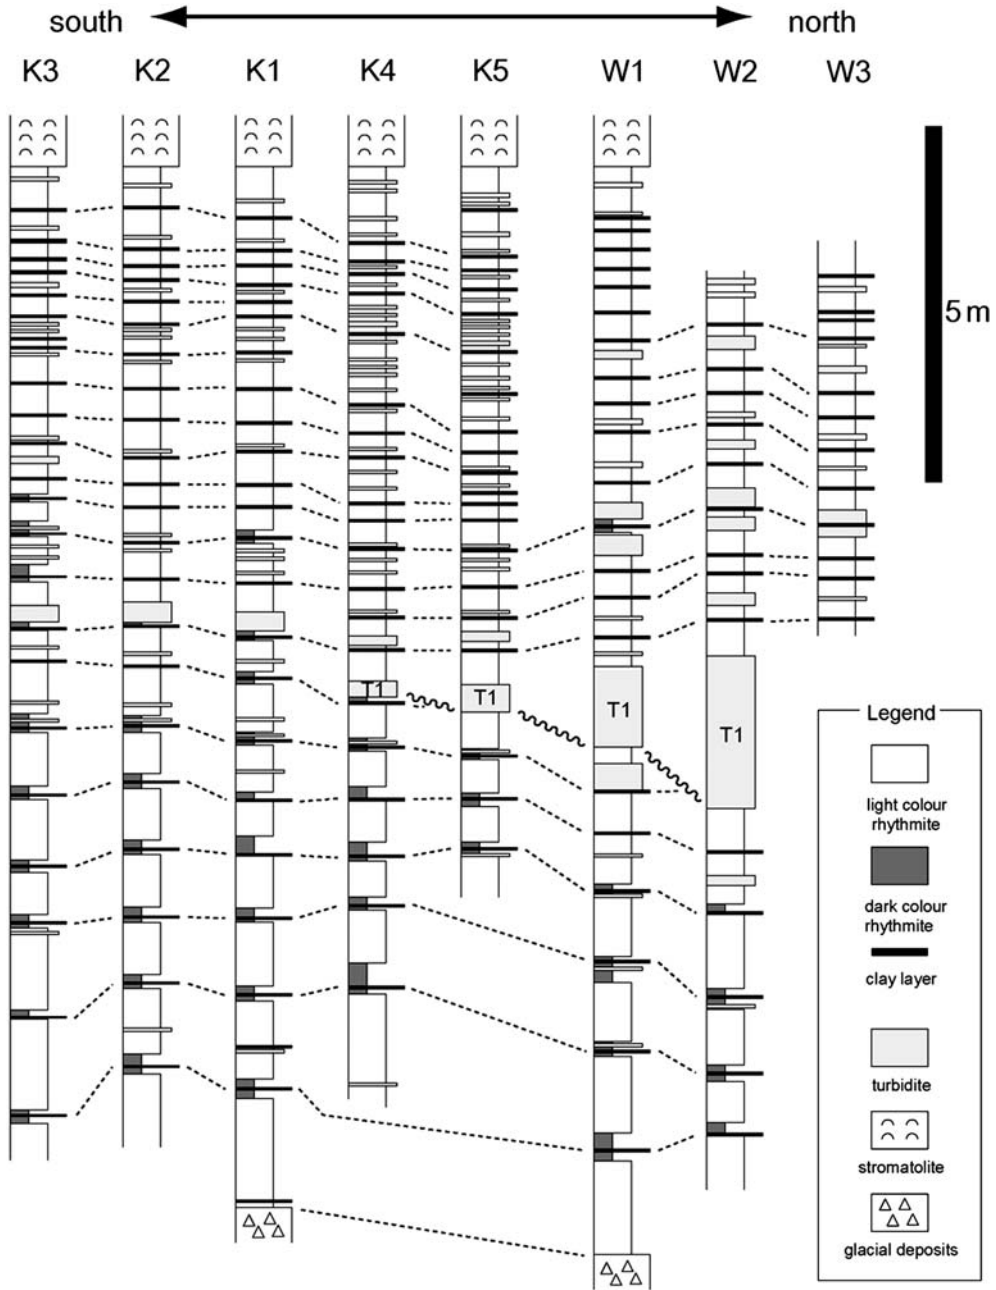 south north
K3 K2 K1 K4 K5 W1 W2 W3
5 m
T1 T1 T1 T1
Legend
light colour
rhythmite
dark colour
rhythmite
clay layer
turbidite
stromatolite
glacial deposits